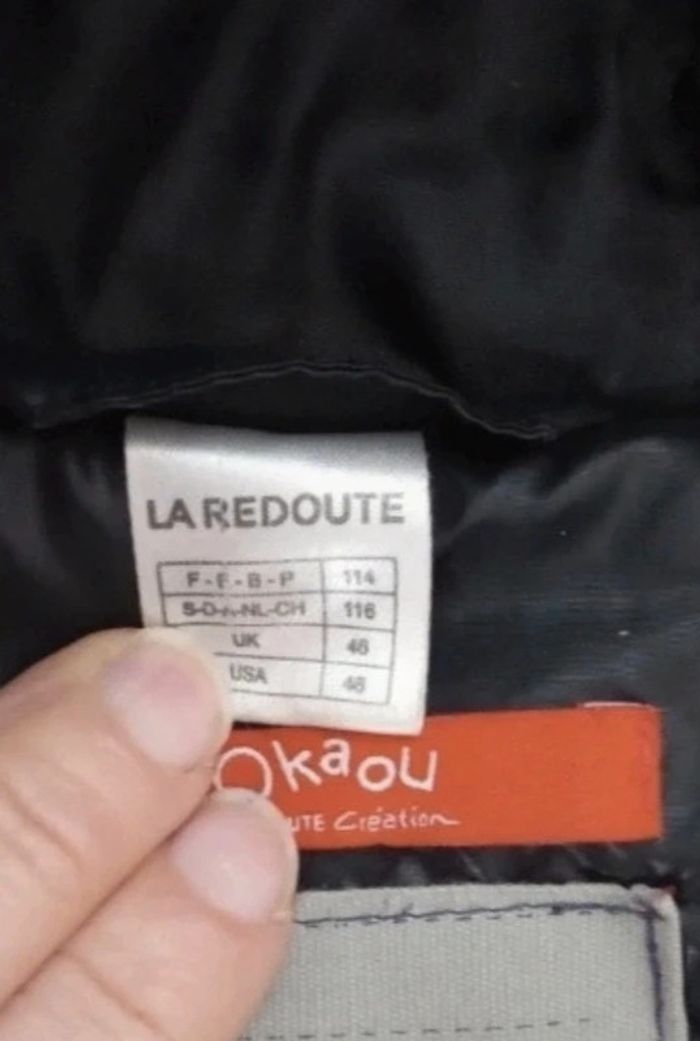 LA REDOUTE
F-E-B-P 114
S-D-A-NL-CH 116
UK 46
USA 46
Okaou
Création